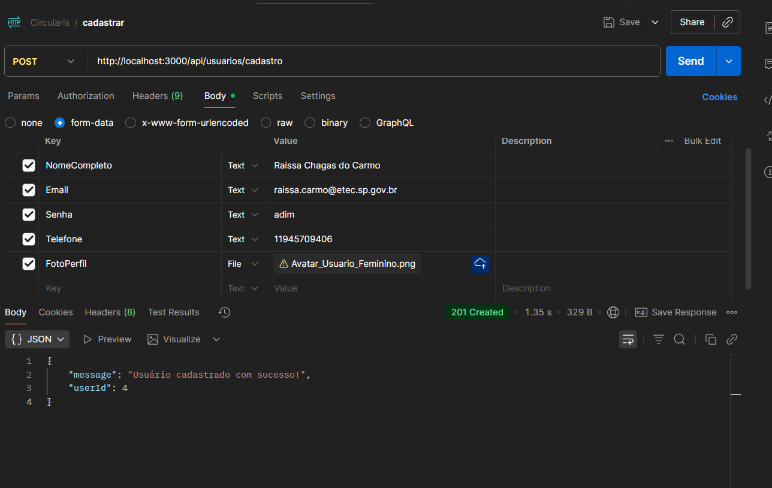 HTTP Circularis / cadastrar Save Share
POST http://localhost:3000/api/usuarios/cadastro Send
Params Authorization Headers (9) Body Scripts Settings Cookies
none form-data x-www-form-urlencoded raw binary GraphQL
Key Value Description Bulk Edit
NomeCompleto Text Raissa Chagas do Carmo
Email Text raissa.carmo@etec.sp.gov.br
Senha Text adim
Telefone Text 11945709406
FotoPerfil File Avatar_Usuario_Feminino.png
Key Text Value Description
Body Cookies Headers (8) Test Results 201 Created 1.35 s 329 B Save Response
{} JSON Preview Visualize
1 {
2 "message": "Usuário cadastrado com sucesso!",
3 "userId": 4
4 }